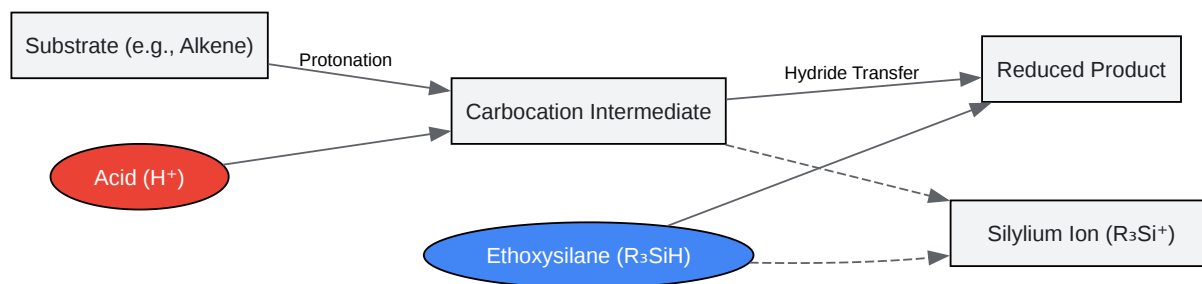 Substrate (e.g., Alkene)
Protonation
Acid (H⁺)
Carbocation Intermediate
Hydride Transfer
Reduced Product
Ethoxysilane (R₃SiH)
Silylium Ion (R₃Si⁺)